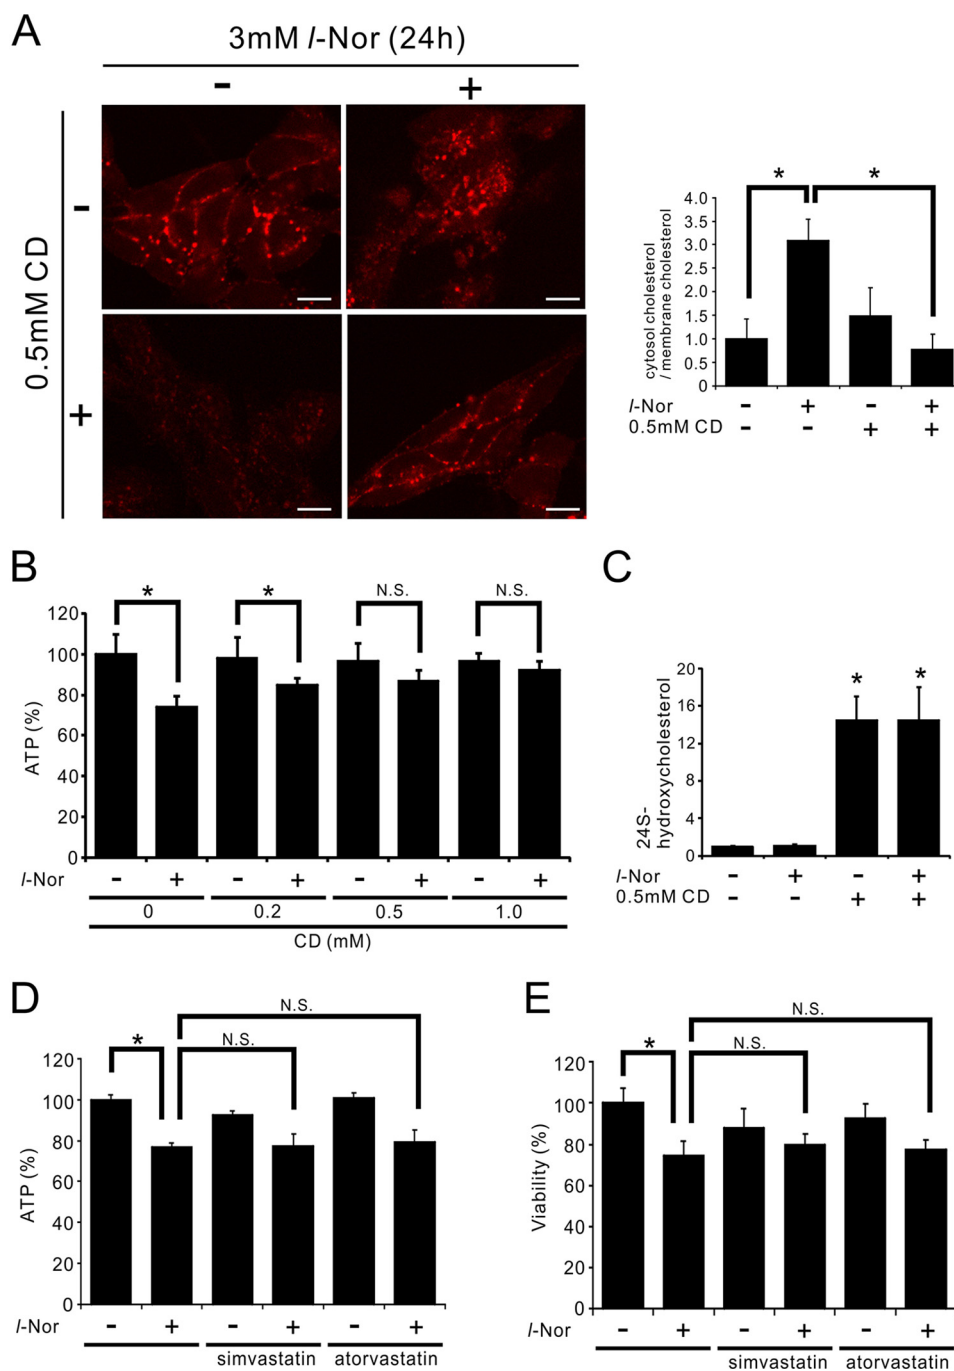 A
3mM l-Nor (24h)
- +
0.5mM CD
-
+
* *
cytosol cholesterol
/ membrane cholesterol
4.0
3.5
3.0
2.5
2.0
1.5
1.0
0.5
0
l-Nor - + - +
0.5mM CD - - + +
B
* * N.S. N.S.
ATP (%)
120
100
80
60
40
20
0
l-Nor - + - + - + - +
0 0.2 0.5 1.0
CD (mM)
C
* *
24S-
hydroxycholesterol
20
16
12
8
4
0
l-Nor - + - +
0.5mM CD - - + +
D
N.S.
* N.S.
ATP (%)
120
100
80
60
40
20
0
l-Nor - + - + - +
simvastatin atorvastatin
E
N.S.
* N.S.
Viability (%)
120
100
80
60
40
20
0
l-Nor - + - + - +
simvastatin atorvastatin